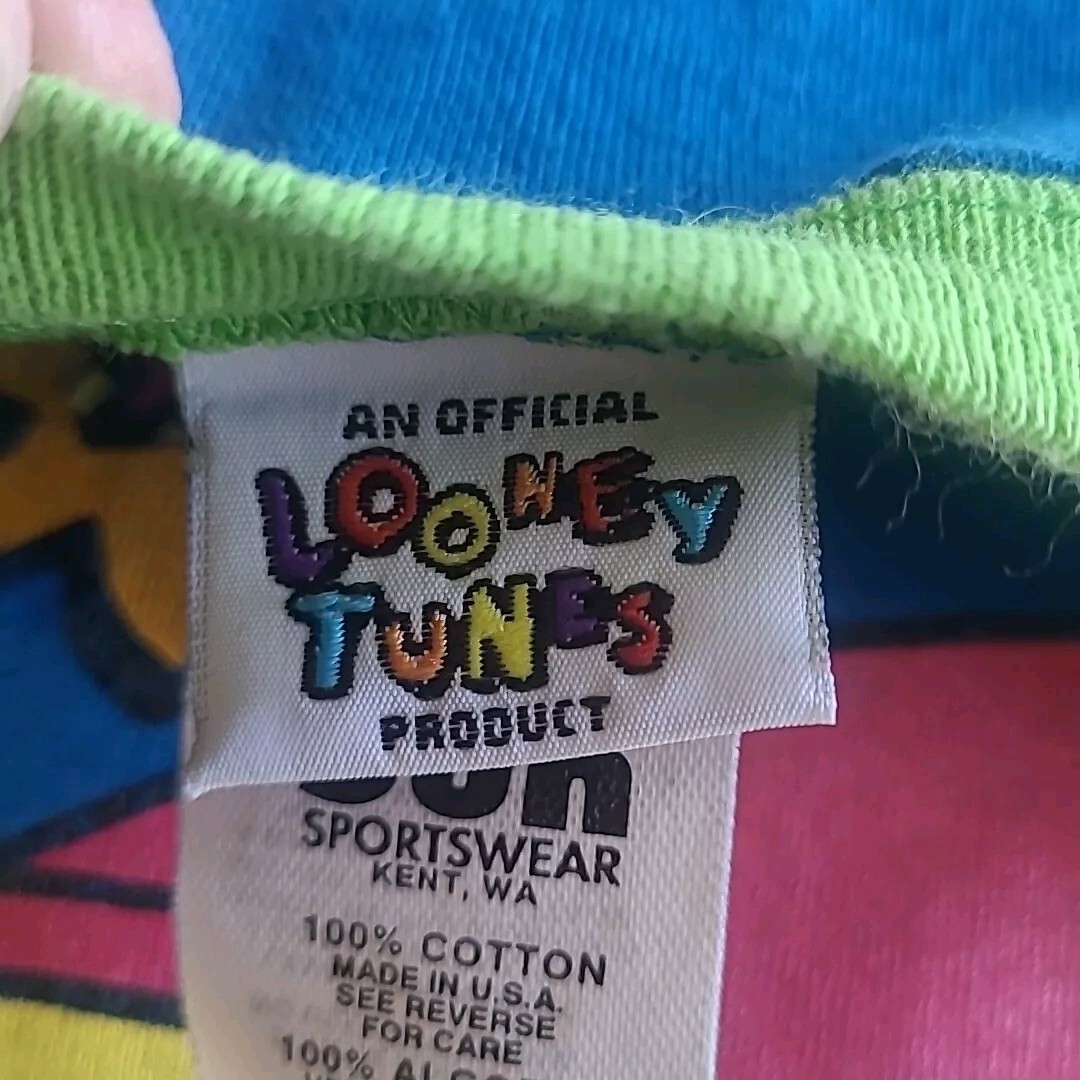 AN OFFICIAL
LOONEY
TUNES
PRODUCT
SPORTSWEAR
KENT, WA
100% COTTON
MADE IN U.S.A.
SEE REVERSE
FOR CARE
100%